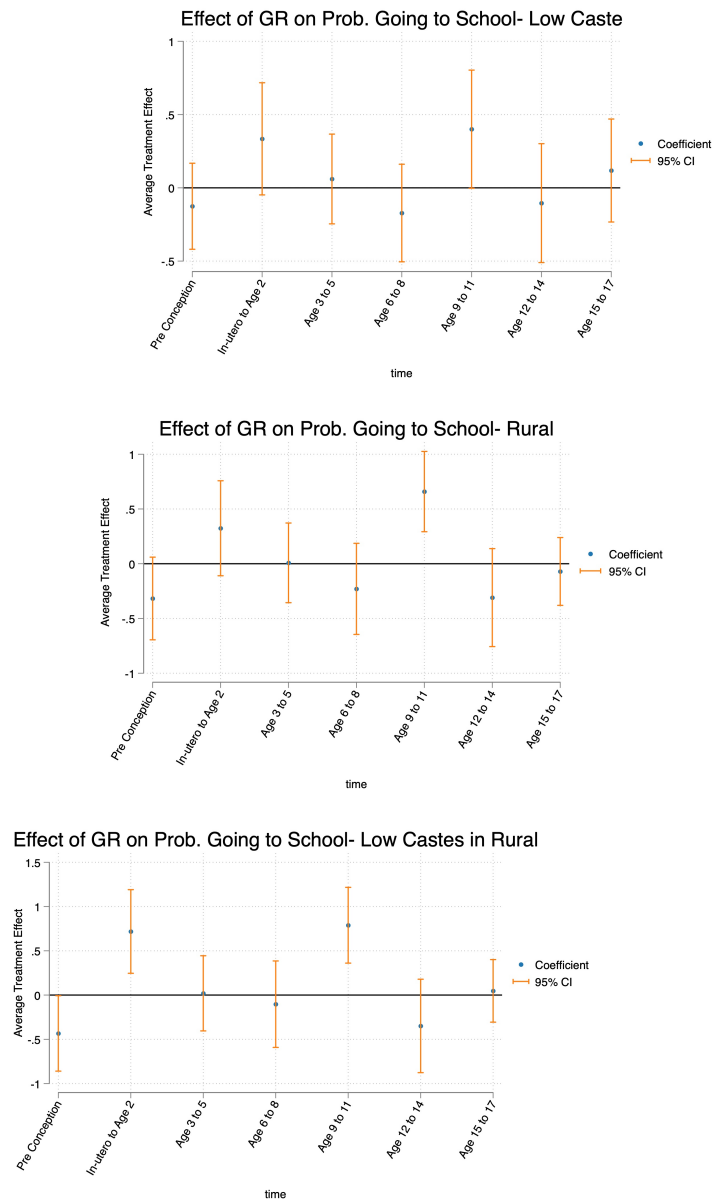 Effect of GR on Prob. Going to School- Low Caste
Average Treatment Effect
1
.5
0
-.5
Pre Conception
In-utero to Age 2
Age 3 to 5
Age 6 to 8
Age 9 to 11
Age 12 to 14
Age 15 to 17
time
Coefficient
95% CI
Effect of GR on Prob. Going to School- Rural
Average Treatment Effect
1
.5
0
-.5
-1
Pre Conception
In-utero to Age 2
Age 3 to 5
Age 6 to 8
Age 9 to 11
Age 12 to 14
Age 15 to 17
time
Coefficient
95% CI
Effect of GR on Prob. Going to School- Low Castes in Rural
Average Treatment Effect
1.5
1
.5
0
-.5
-1
Pre Conception
In-utero to Age 2
Age 3 to 5
Age 6 to 8
Age 9 to 11
Age 12 to 14
Age 15 to 17
time
Coefficient
95% CI